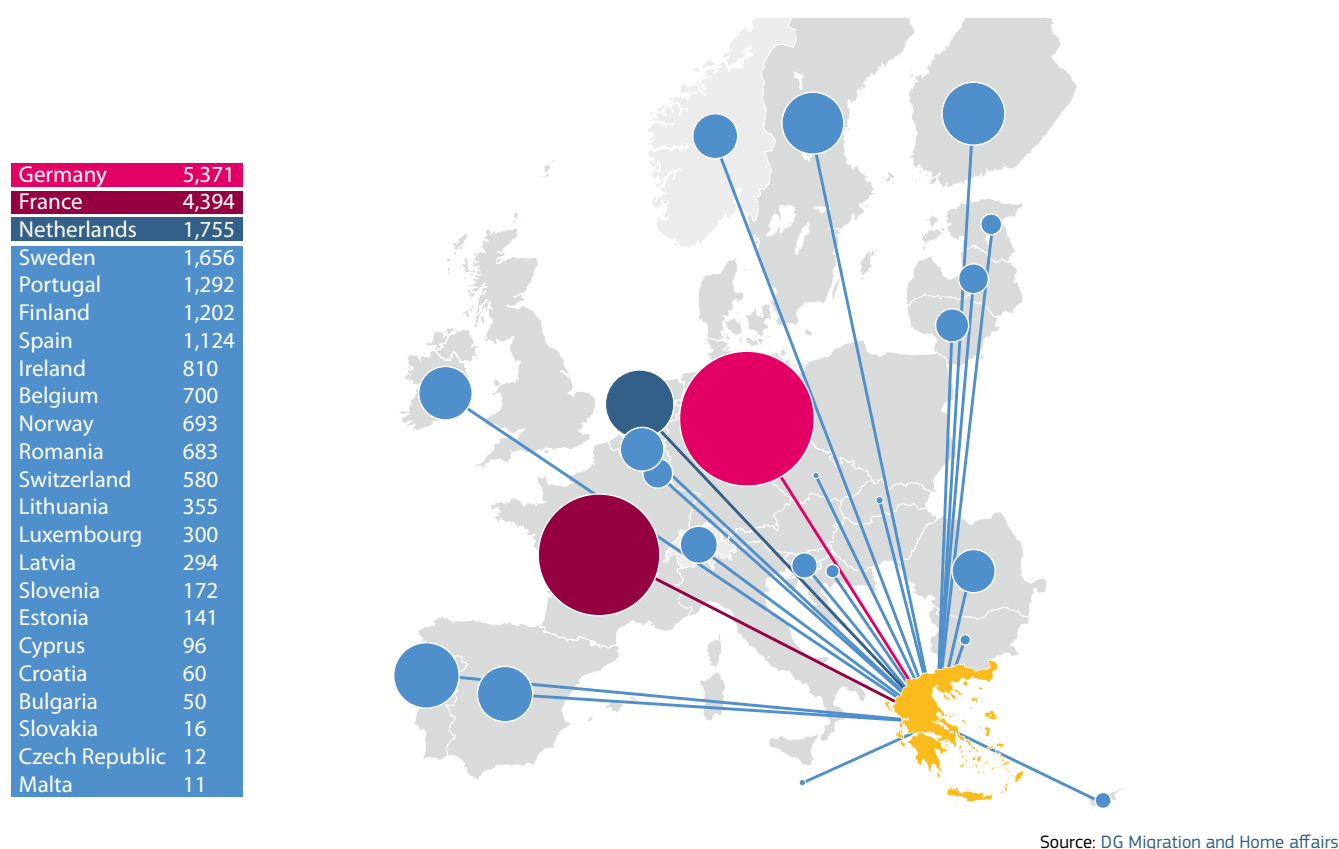 Germany 5,371
France 4,394
Netherlands 1,755
Sweden 1,656
Portugal 1,292
Finland 1,202
Spain 1,124
Ireland 810
Belgium 700
Norway 693
Romania 683
Switzerland 580
Lithuania 355
Luxembourg 300
Latvia 294
Slovenia 172
Estonia 141
Cyprus 96
Croatia 60
Bulgaria 50
Slovakia 16
Czech Republic 12
Malta 11
Source: DG Migration and Home affairs